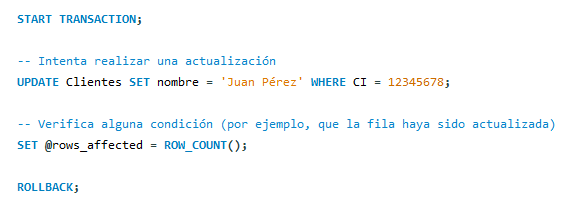 START TRANSACTION;
-- Intenta realizar una actualización
UPDATE Clientes SET nombre = 'Juan Pérez' WHERE CI = 12345678;
-- Verifica alguna condición (por ejemplo, que la fila haya sido actualizada)
SET @rows_affected = ROW_COUNT();
ROLLBACK;